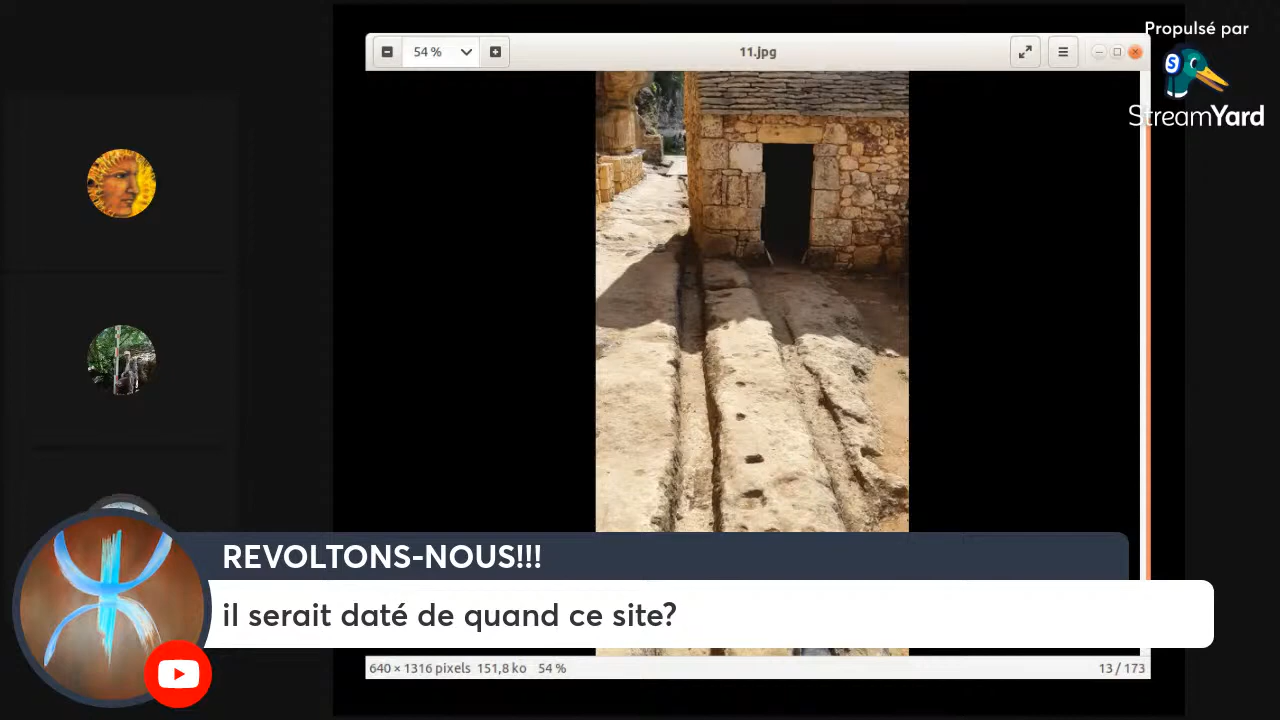 54 %
11.jpg
Propulsé par
S
StreamYard
REVOLTONS-NOUS!!!
il serait daté de quand ce site?
640 × 1316 pixels 151,8 ko 54 %
13 / 173